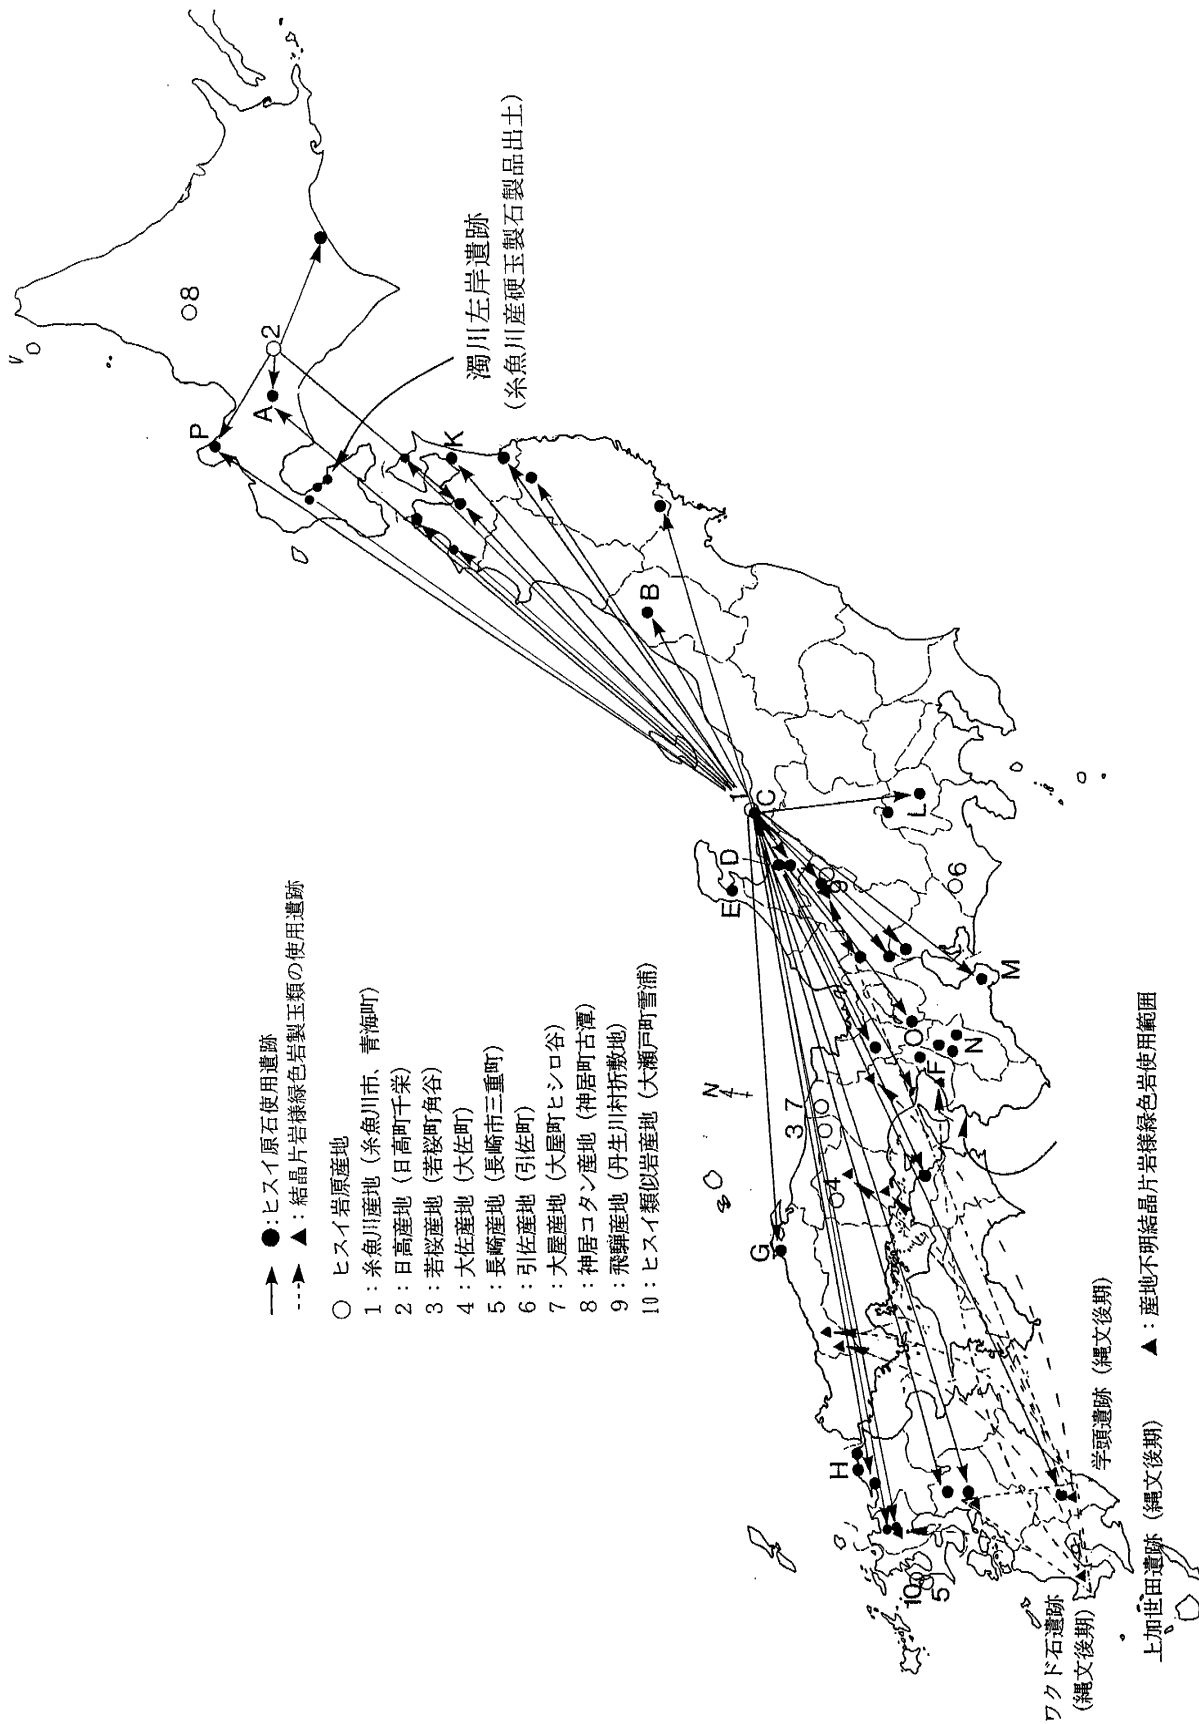 →●：ヒスイ原石使用遺跡
--▶▲：結晶片岩様緑色岩製玉類の使用遺跡
○ ヒスイ岩原産地
1：糸魚川産地（糸魚川市、青海町）
2：日高産地（日高町千栄）
3：若桜産地（若桜町角谷）
4：大佐産地（大佐町）
5：長崎産地（長崎市三重町）
6：引佐産地（引佐町）
7：大屋産地（大屋町ヒシロ谷）
8：神居コタン産地（神居町古潭）
9：飛騨産地（丹生川村折敷地）
10：ヒスイ類似岩産地（大瀬戸町雪浦）
濁川左岸遺跡
（糸魚川産硬玉製石製品出土）
8
2
P
A
K
B
1
C
D
E
9
6
L
M
O
N
F
N
7
3
4
G
H
10
5
ワクド石遺跡
（縄文後期）
学頭遺跡（縄文後期）
上加世田遺跡（縄文後期）
▲：産地不明結晶片岩様緑色岩使用範囲